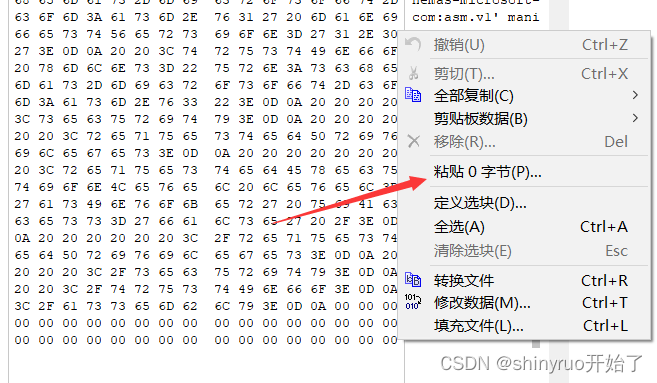 68 65 6D 61 73 2D 6D 69 63 72 6F 73 6F 66 74 2D hemas-microsoft-
63 6F 6D 3A 61 73 6D 2E 76 31 27 20 6D 61 6E 69 com:asm.v1' mani
66 65 73 74 56 65 72 73 69 6F 6E 3D 27 31 2E 30
27 3E 0D 0A 20 20 3C 74 72 75 73 74 49 6E 66 6F
20 78 6D 6C 6E 73 3D 22 75 72 6E 3A 73 63 68 65
6D 61 73 2D 6D 69 63 72 6F 73 6F 66 74 2D 63 6F
6D 3A 61 73 6D 2E 76 33 22 3E 0D 0A 20 20 20 20
3C 73 65 63 75 72 69 74 79 3E 0D 0A 20 20 20 20
20 20 3C 72 65 71 75 65 73 74 65 64 50 72 69 76
69 6C 65 67 65 73 3E 0D 0A 20 20 20 20 20 20 20
20 3C 72 65 71 75 65 73 74 65 64 45 78 65 63 75
74 69 6F 6E 4C 65 76 65 6C 20 6C 65 76 65 6C 3D
27 61 73 49 6E 76 6F 6B 65 72 27 20 75 69 41 63
63 65 73 73 3D 27 66 61 6C 73 65 27 20 2F 3E 0D
0A 20 20 20 20 20 20 3C 2F 72 65 71 75 65 73 74
65 64 50 72 69 76 69 6C 65 67 65 73 3E 0D 0A 20
20 20 20 3C 2F 73 65 63 75 72 69 74 79 3E 0D 0A
20 20 3C 2F 74 72 75 73 74 49 6E 66 6F 3E 0D 0A
3C 2F 61 73 73 65 6D 62 6C 79 3E 0D 0A 00 00 00
00 00 00 00 00 00 00 00 00 00 00 00 00 00 00 00
00 00 00 00 00 00 00 00 00 00 00 00 00 00 00 00
撤销(U) Ctrl+Z
剪切(T)... Ctrl+X
全部复制(C)
剪贴板数据(B)
移除(R)... Del
粘贴 0 字节(P)...
定义选块(D)...
全选(A) Ctrl+A
清除选块(E) Esc
转换文件 Ctrl+R
修改数据(M)... Ctrl+T
填充文件(L)... Ctrl+L
CSDN @shinyruo开始了